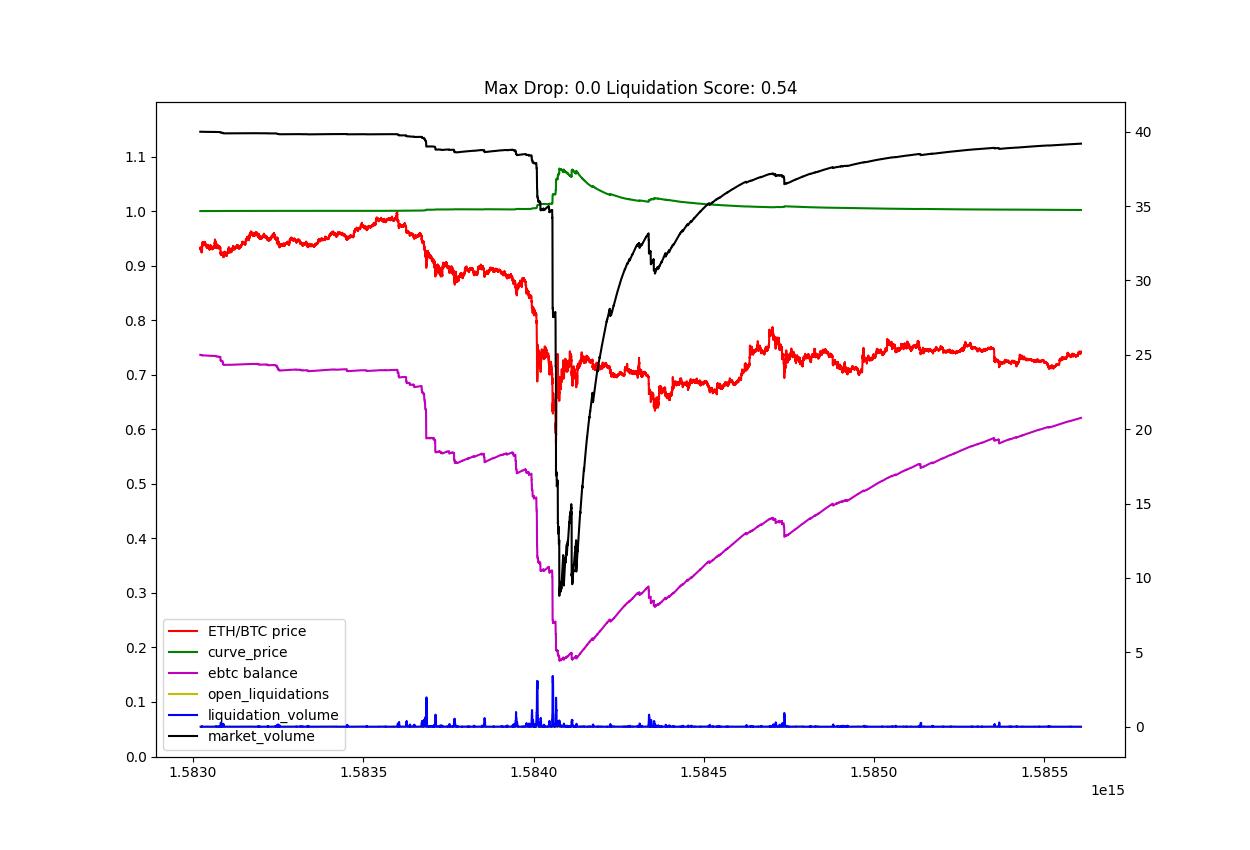 Max Drop: 0.0 Liquidation Score: 0.54
1.1
1.0
0.9
0.8
0.7
0.6
0.5
0.4
0.3
0.2
0.1
0.0
40
35
30
25
20
15
10
5
0
ETH/BTC price
curve_price
ebtc balance
open_liquidations
liquidation_volume
market_volume
1.5830 1.5835 1.5840 1.5845 1.5850 1.5855
1e15